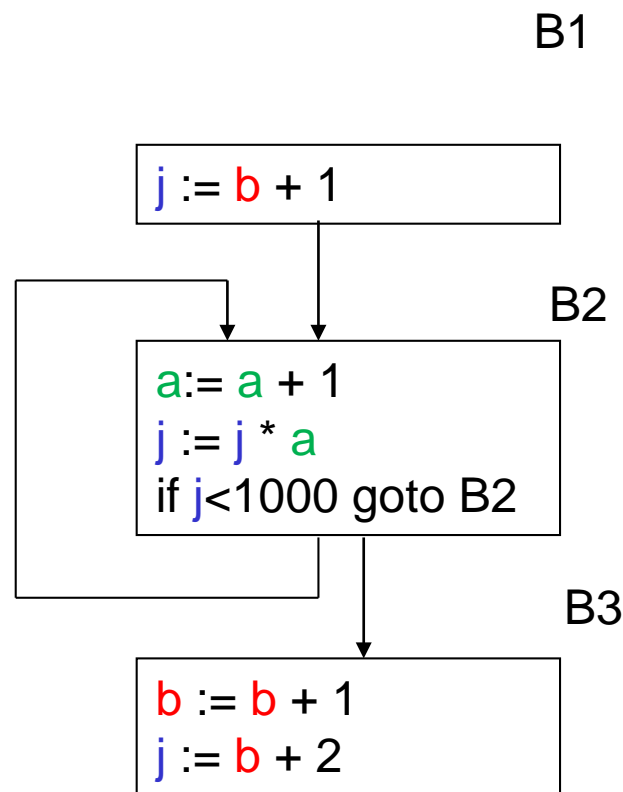 B1
j := b + 1
B2
a:= a + 1
j := j * a
if j<1000 goto B2
B3
b := b + 1
j := b + 2